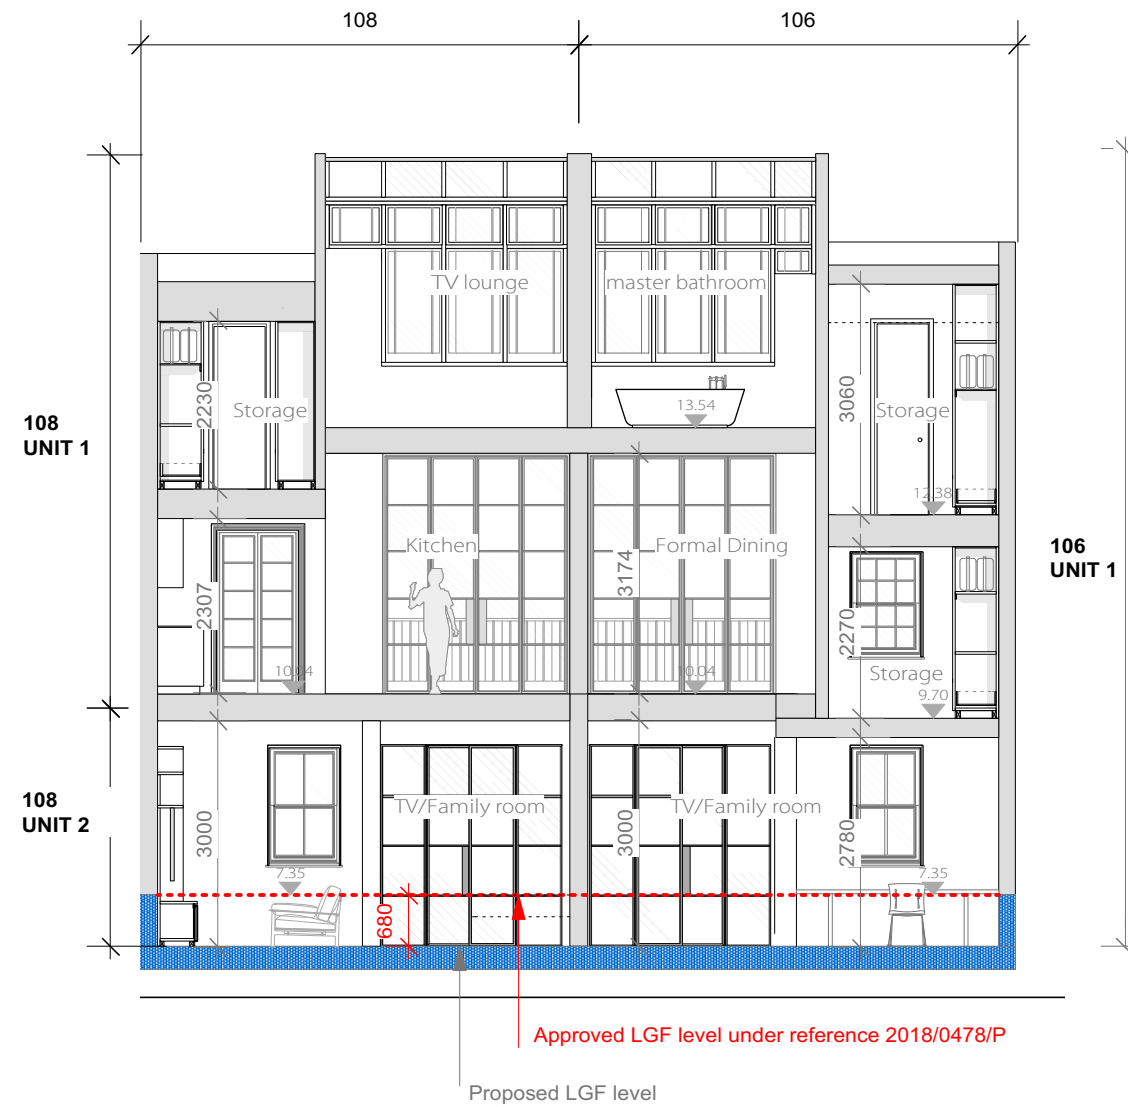 108
106
TV lounge
master bathroom
2230
Storage
13.54
3060
Storage
108
UNIT 1
12.38
Kitchen
3174
Formal Dining
106
UNIT 1
2307
2270
10.04
10.04
Storage
9.70
108
UNIT 2
TV/Family room
TV/Family room
3000
3000
2780
7.35
7.35
680
Approved LGF level under reference 2018/0478/P
Proposed LGF level